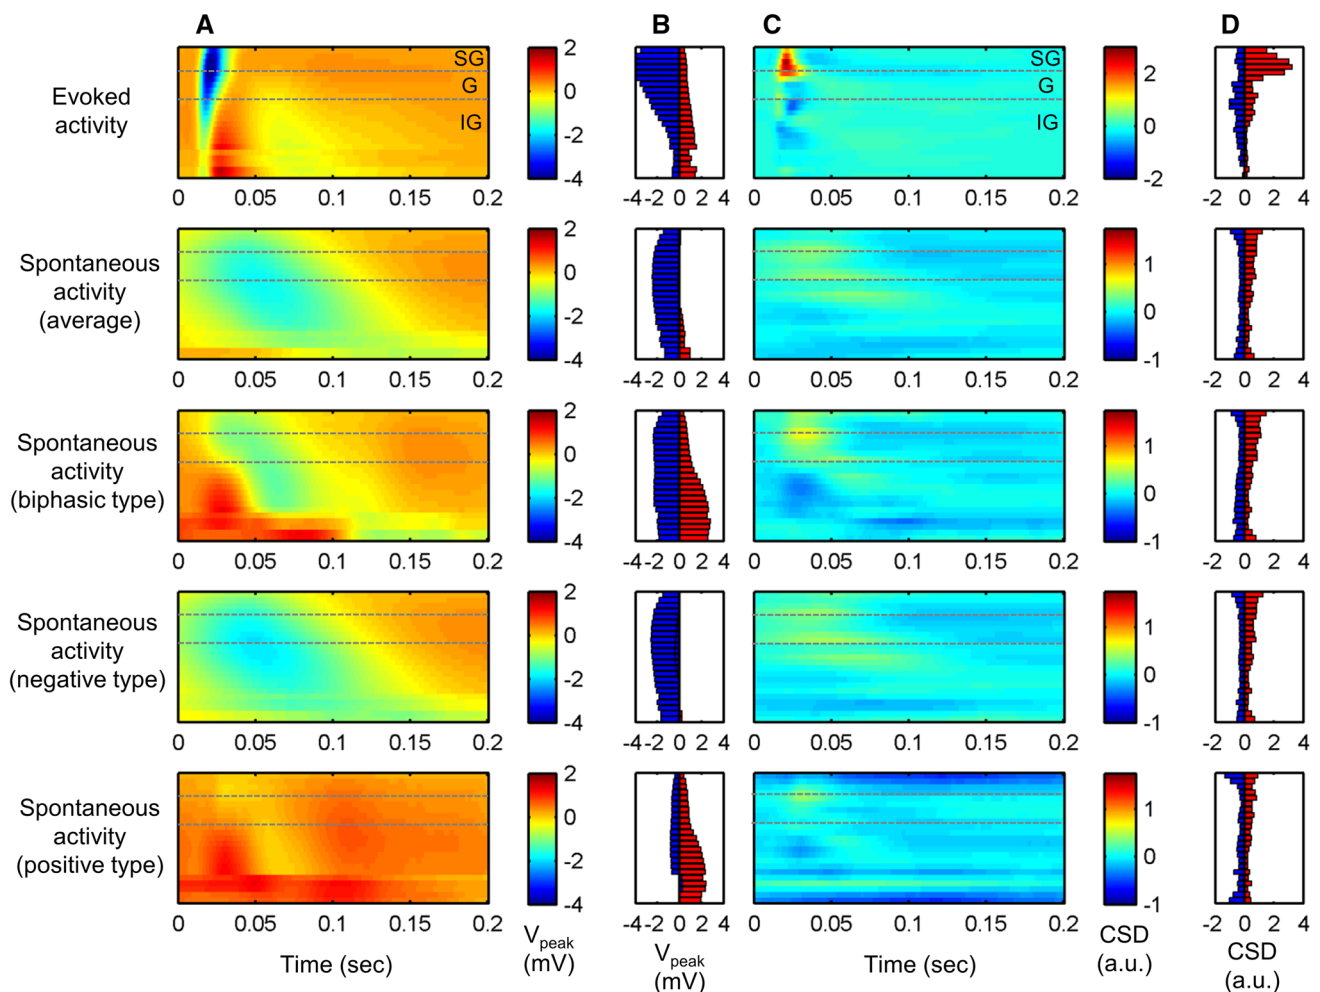 A B C D
Evoked
activity
SG
G
IG
2
0
-2
-4
SG
G
IG
2
0
-2
0 0.05 0.1 0.15 0.2
-4 -2 0 2 4
0 0.05 0.1 0.15 0.2
-2 0 2 4
Spontaneous
activity
(average)
2
0
-2
-4
1
0
-1
0 0.05 0.1 0.15 0.2
-4 -2 0 2 4
0 0.05 0.1 0.15 0.2
-2 0 2 4
Spontaneous
activity
(biphasic type)
2
0
-2
-4
1
0
-1
0 0.05 0.1 0.15 0.2
-4 -2 0 2 4
0 0.05 0.1 0.15 0.2
-2 0 2 4
Spontaneous
activity
(negative type)
2
0
-2
-4
1
0
-1
0 0.05 0.1 0.15 0.2
-4 -2 0 2 4
0 0.05 0.1 0.15 0.2
-2 0 2 4
Spontaneous
activity
(positive type)
2
0
-2
-4
1
0
-1
0 0.05 0.1 0.15 0.2
-4 -2 0 2 4
0 0.05 0.1 0.15 0.2
-2 0 2 4
Time (sec)
Vpeak
(mV)
Vpeak
(mV)
Time (sec)
CSD
(a.u.)
CSD
(a.u.)